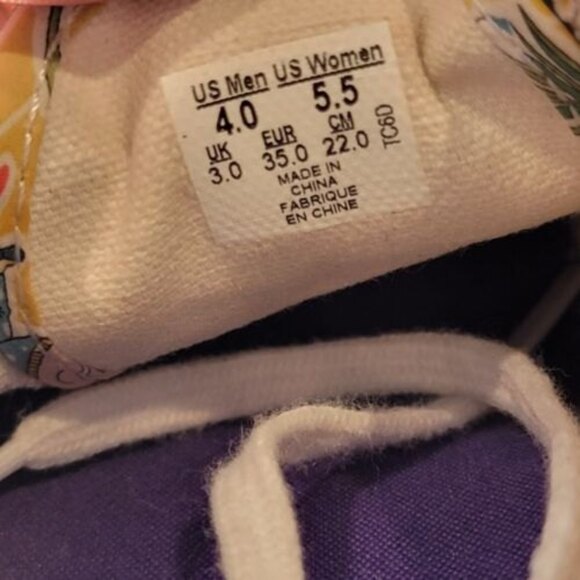 US Men US Women
4.0 5.5
UK EUR CM
3.0 35.0 22.0
MADE IN
CHINA
FABRIQUE
EN CHINE
TC6D